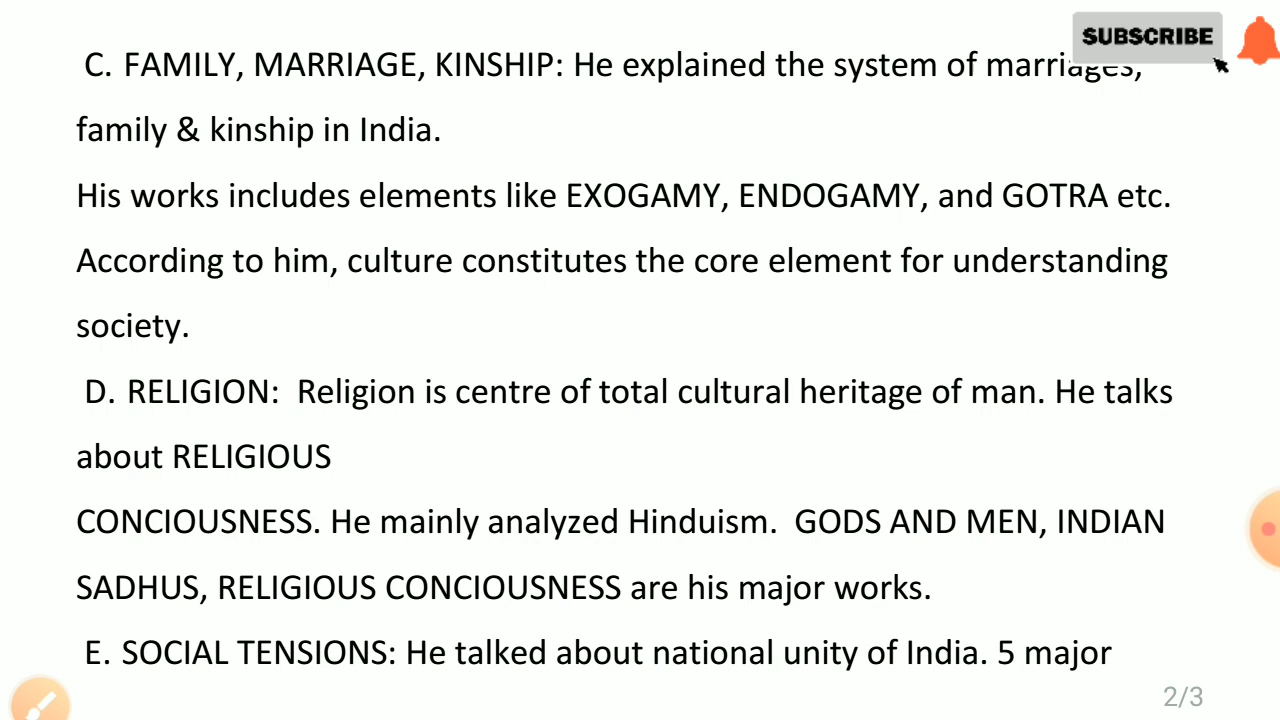 SUBSCRIBE
C. FAMILY, MARRIAGE, KINSHIP: He explained the system of marriages,
family & kinship in India.
His works includes elements like EXOGAMY, ENDOGAMY, and GOTRA etc.
According to him, culture constitutes the core element for understanding
society.
D. RELIGION:  Religion is centre of total cultural heritage of man. He talks
about RELIGIOUS
CONCIOUSNESS. He mainly analyzed Hinduism.  GODS AND MEN, INDIAN
SADHUS, RELIGIOUS CONCIOUSNESS are his major works.
E. SOCIAL TENSIONS: He talked about national unity of India. 5 major
2/3